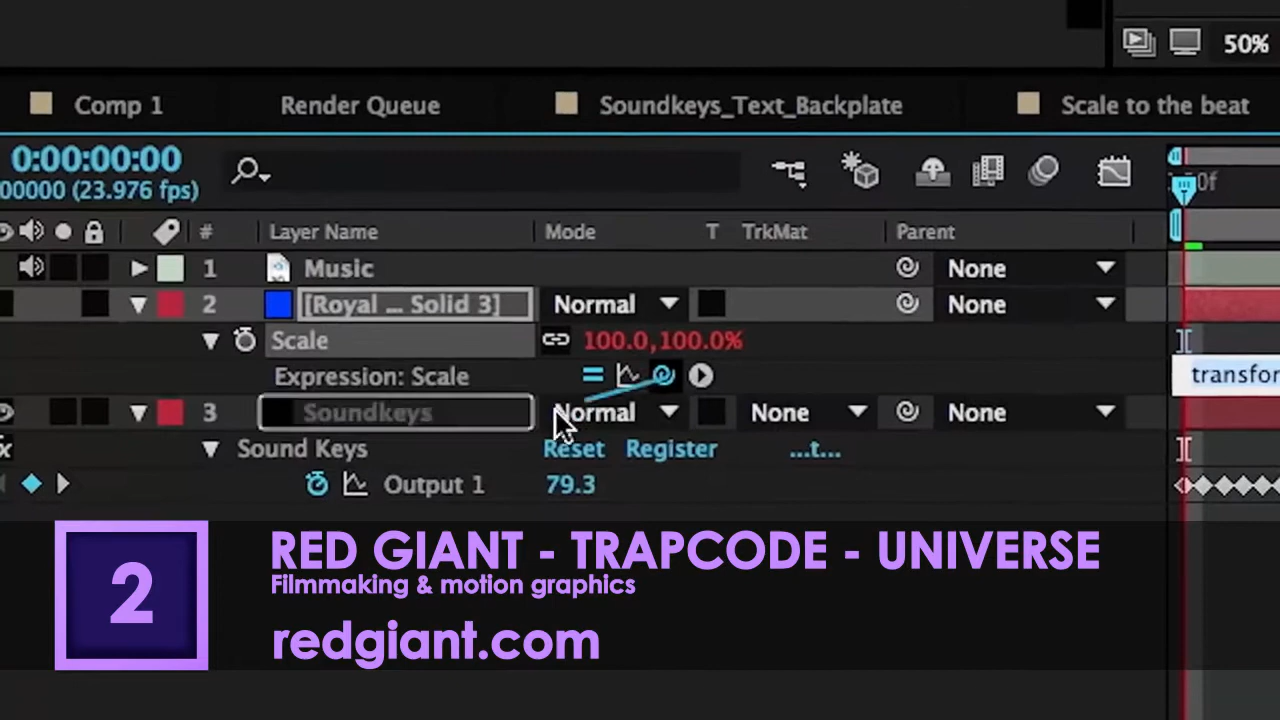 50%
Comp 1 Render Queue Soundkeys_Text_Backplate Scale to the beat
0:00:00:00
00000 (23.976 fps)
0f
# Layer Name Mode T TrkMat Parent
1 Music None
2 [Royal ... Solid 3] Normal None
Scale 100.0,100.0%
Expression: Scale
transfor
3 Soundkeys Normal None None
Sound Keys Reset Register ...t...
Output 1 79.3
2
RED GIANT - TRAPCODE - UNIVERSE
Filmmaking & motion graphics
redgiant.com